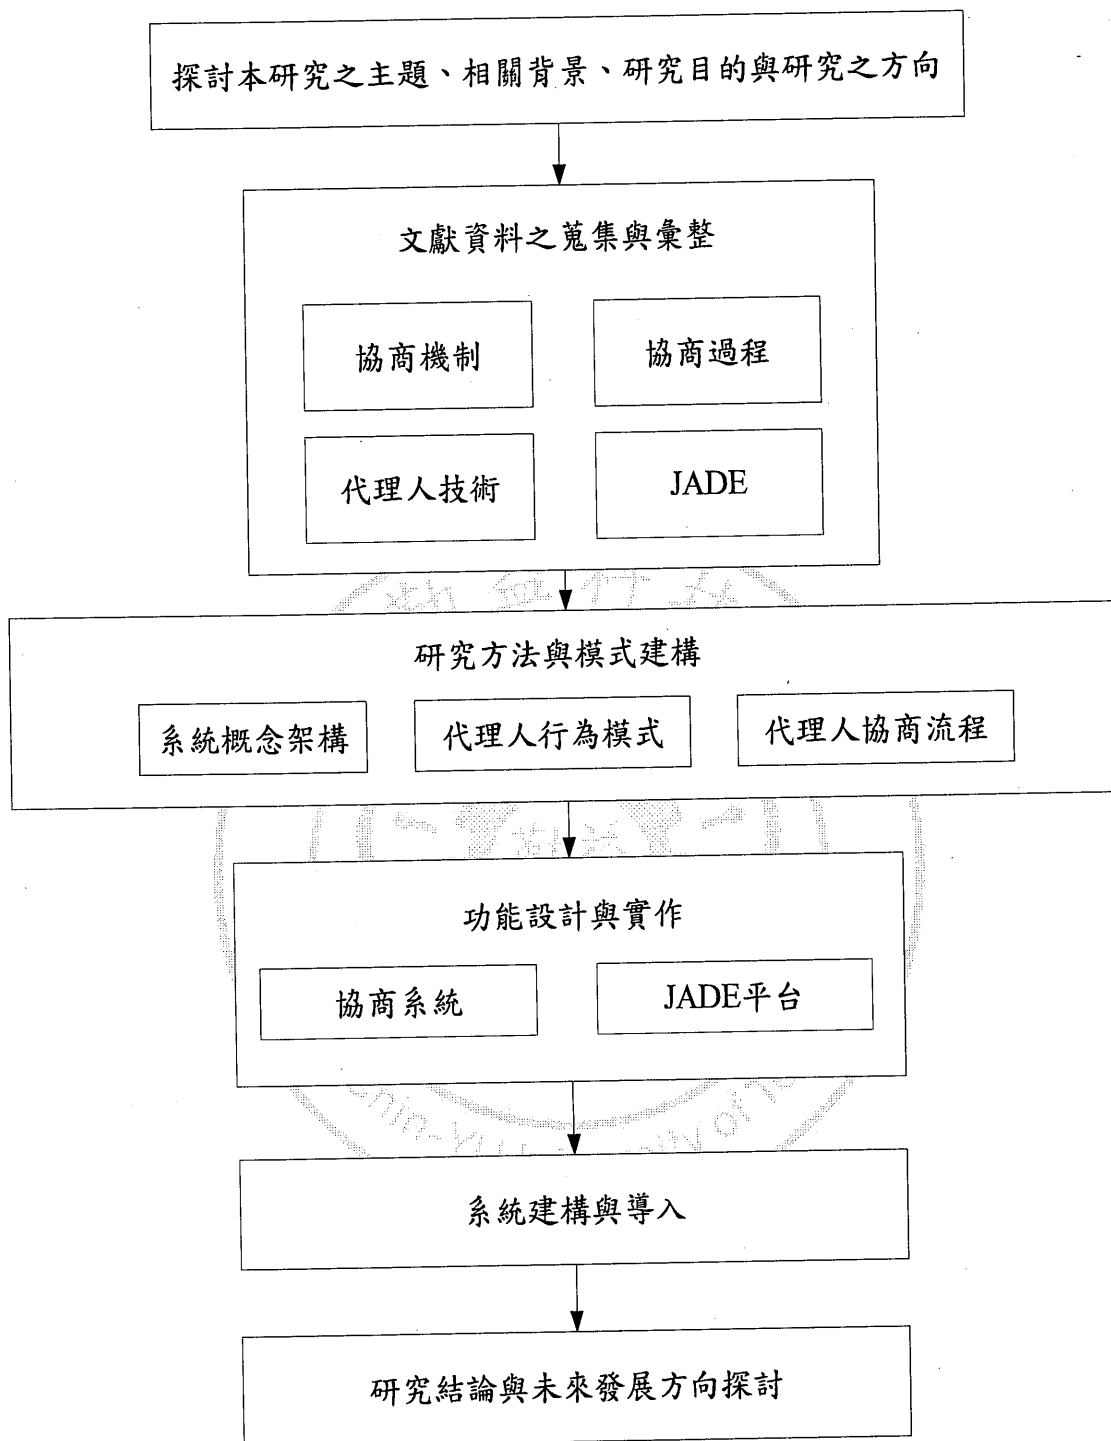 探討本研究之主題、相關背景、研究目的與研究之方向
文獻資料之蒐集與彙整
協商機制
協商過程
代理人技術
JADE
研究方法與模式建構
系統概念架構
代理人行為模式
代理人協商流程
功能設計與實作
協商系統
JADE平台
系統建構與導入
研究結論與未來發展方向探討